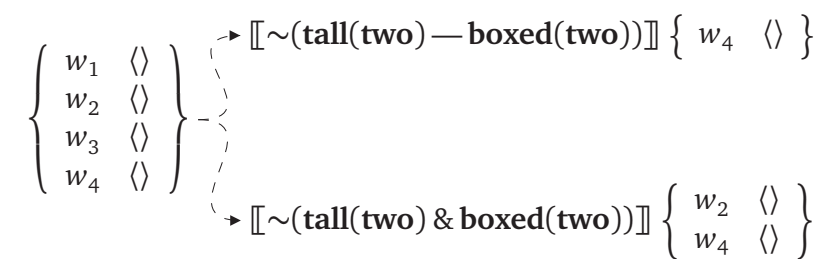 w₁ ⟨⟩
w₂ ⟨⟩
w₃ ⟨⟩
w₄ ⟨⟩
⟦∼(tall(two) — boxed(two))⟧ { w₄ ⟨⟩ }
⟦∼(tall(two) & boxed(two))⟧ { w₂ ⟨⟩
w₄ ⟨⟩ }